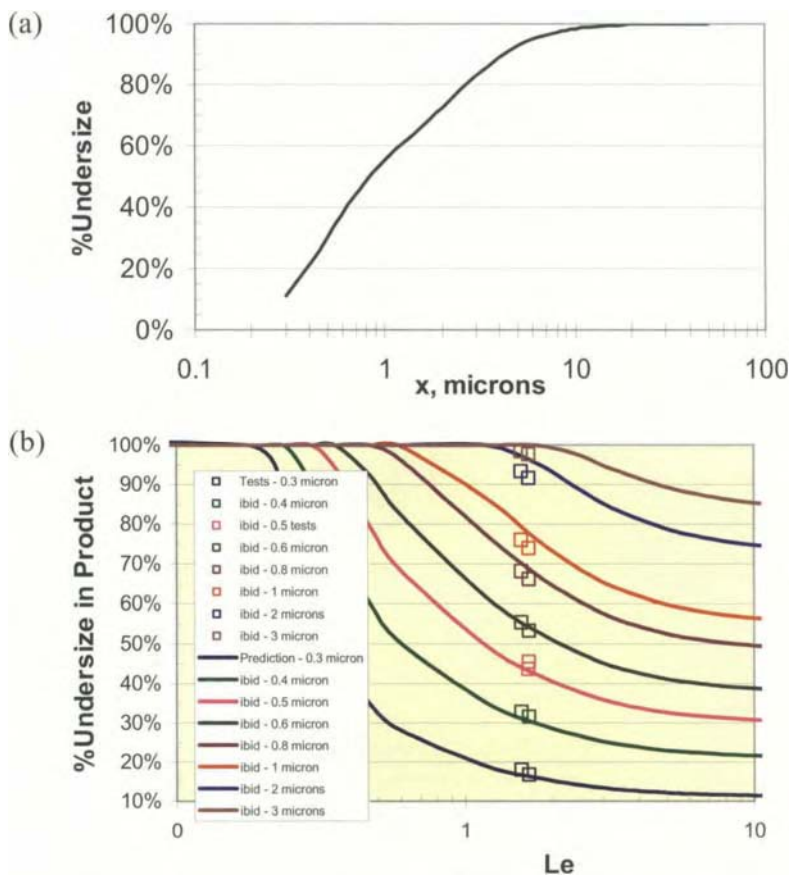 (a)
100%
80%
60%
40%
20%
0%
%Undersize
0.1 1 10 100
x, microns
(b)
100%
90%
80%
70%
60%
50%
40%
30%
20%
10%
%Undersize in Product
Tests - 0.3 micron
ibid - 0.4 micron
ibid - 0.5 tests
ibid - 0.6 micron
ibid - 0.8 micron
ibid - 1 micron
ibid - 2 microns
ibid - 3 micron
Prediction - 0.3 micron
ibid - 0.4 micron
ibid - 0.5 micron
ibid - 0.6 micron
ibid - 0.8 micron
ibid - 1 micron
ibid - 2 microns
ibid - 3 microns
0 1 10
Le